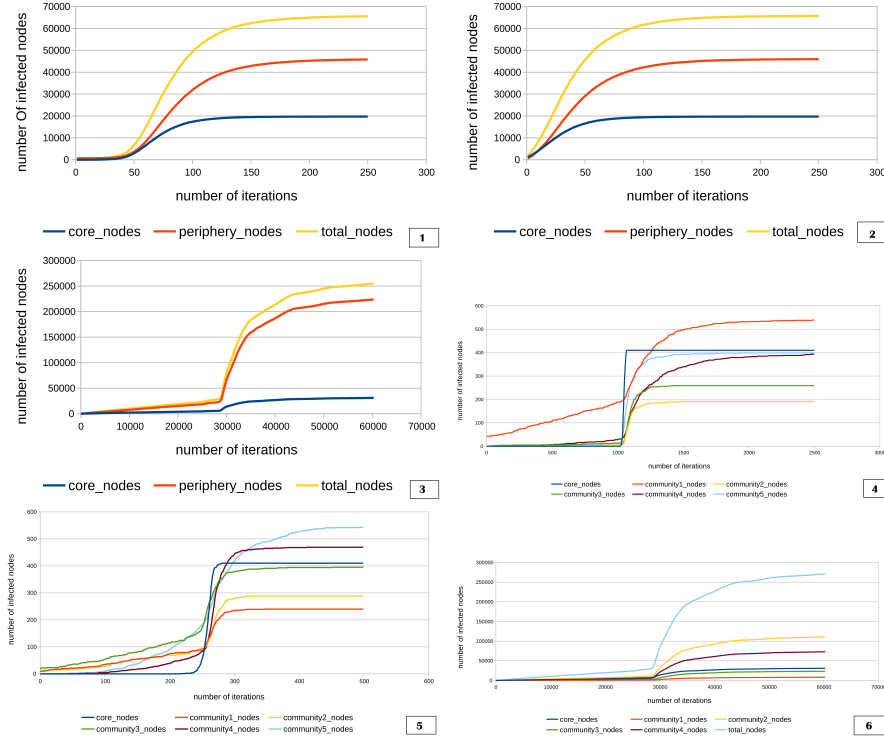 number Of infected nodes
70000
60000
50000
40000
30000
20000
10000
0
0 50 100 150 200 250 300
number of iterations
core_nodes periphery_nodes total_nodes
1
number of infected nodes
70000
60000
50000
40000
30000
20000
10000
0
0 50 100 150 200 250 300
number of iterations
core_nodes periphery_nodes total_nodes
2
number of infected nodes
300000
250000
200000
150000
100000
50000
0
0 10000 20000 30000 40000 50000 60000 70000
number of iterations
core_nodes periphery_nodes total_nodes
3
number of infected nodes
600
500
400
300
200
100
0
0 500 1000 1500 2000 2500 3000
number of iterations
core_nodes community1_nodes community2_nodes
community3_nodes community4_nodes community5_nodes
4
number of infected nodes
600
500
400
300
200
100
0
0 100 200 300 400 500 600
number of iterations
core_nodes community1_nodes community2_nodes
community3_nodes community4_nodes community5_nodes
5
number of infected nodes
300000
250000
200000
150000
100000
50000
0
0 10000 20000 30000 40000 50000 60000 70000
number of iterations
core_nodes community1_nodes community2_nodes
community3_nodes community4_nodes total_nodes
6